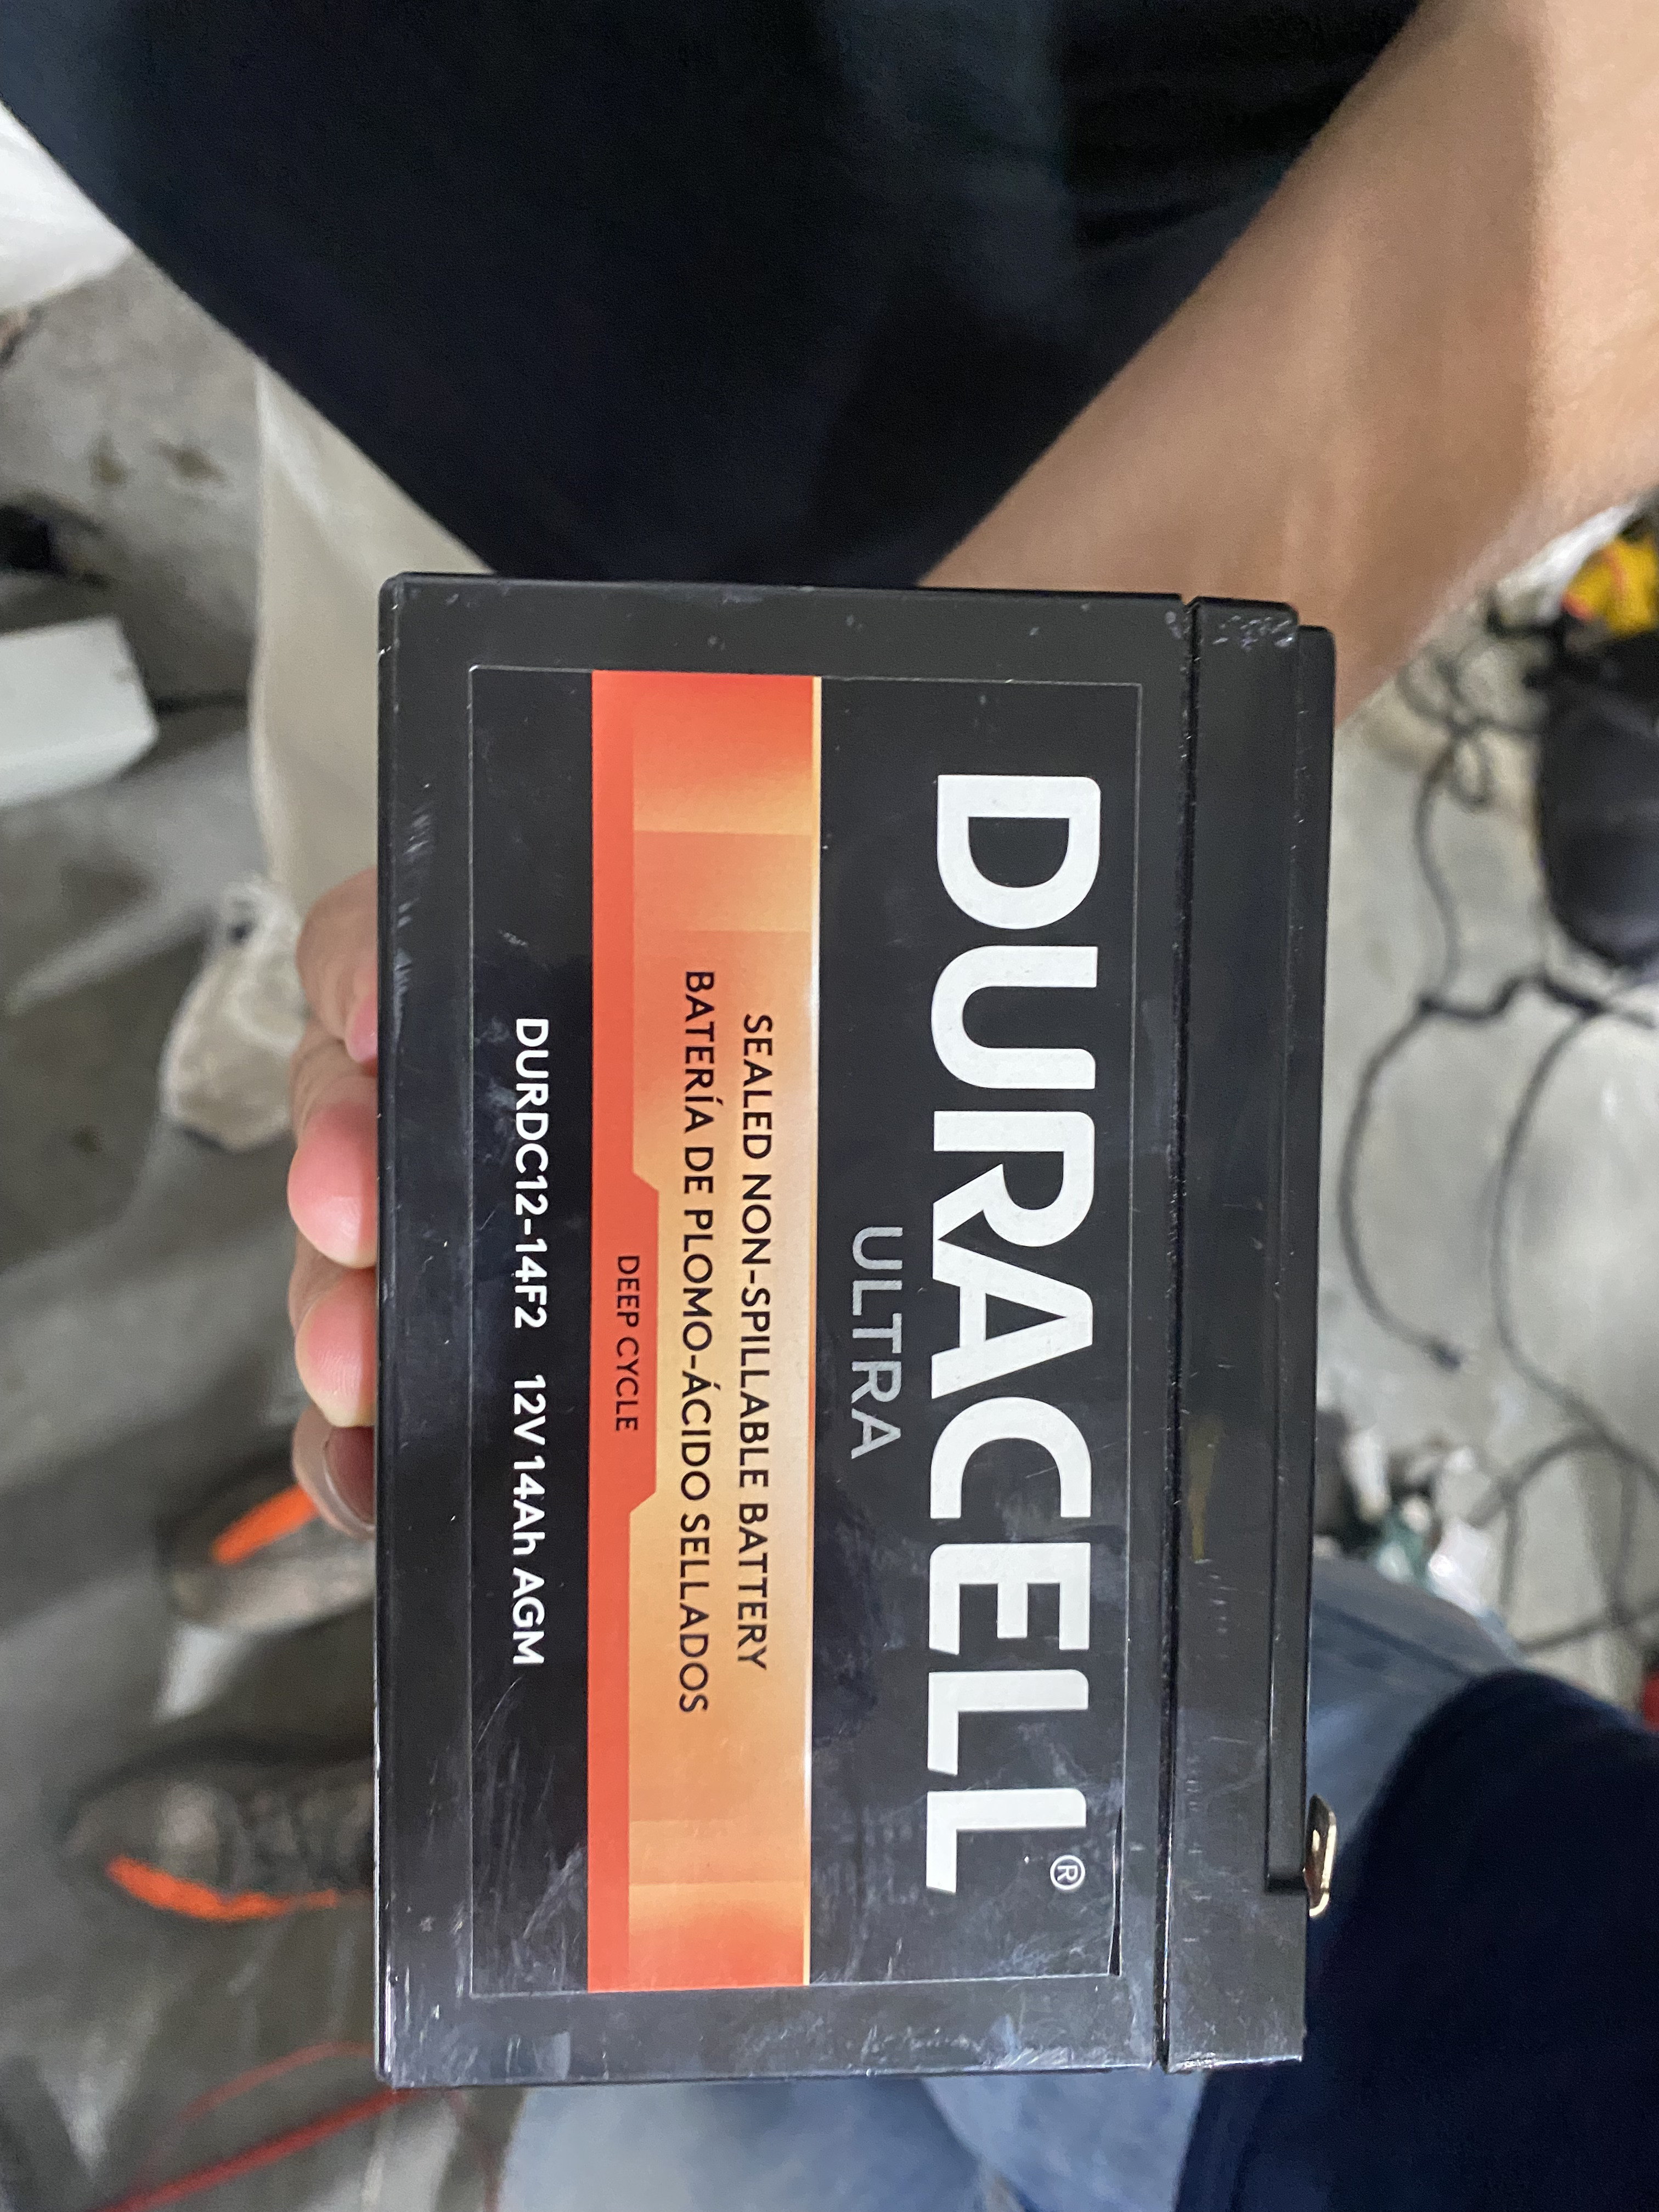 DURACELL®
ULTRA
SEALED NON-SPILLABLE BATTERY
BATERÍA DE PLOMO-ÁCIDO SELLADOS
DEEP CYCLE
DURDC12-14F2 12V 14Ah AGM